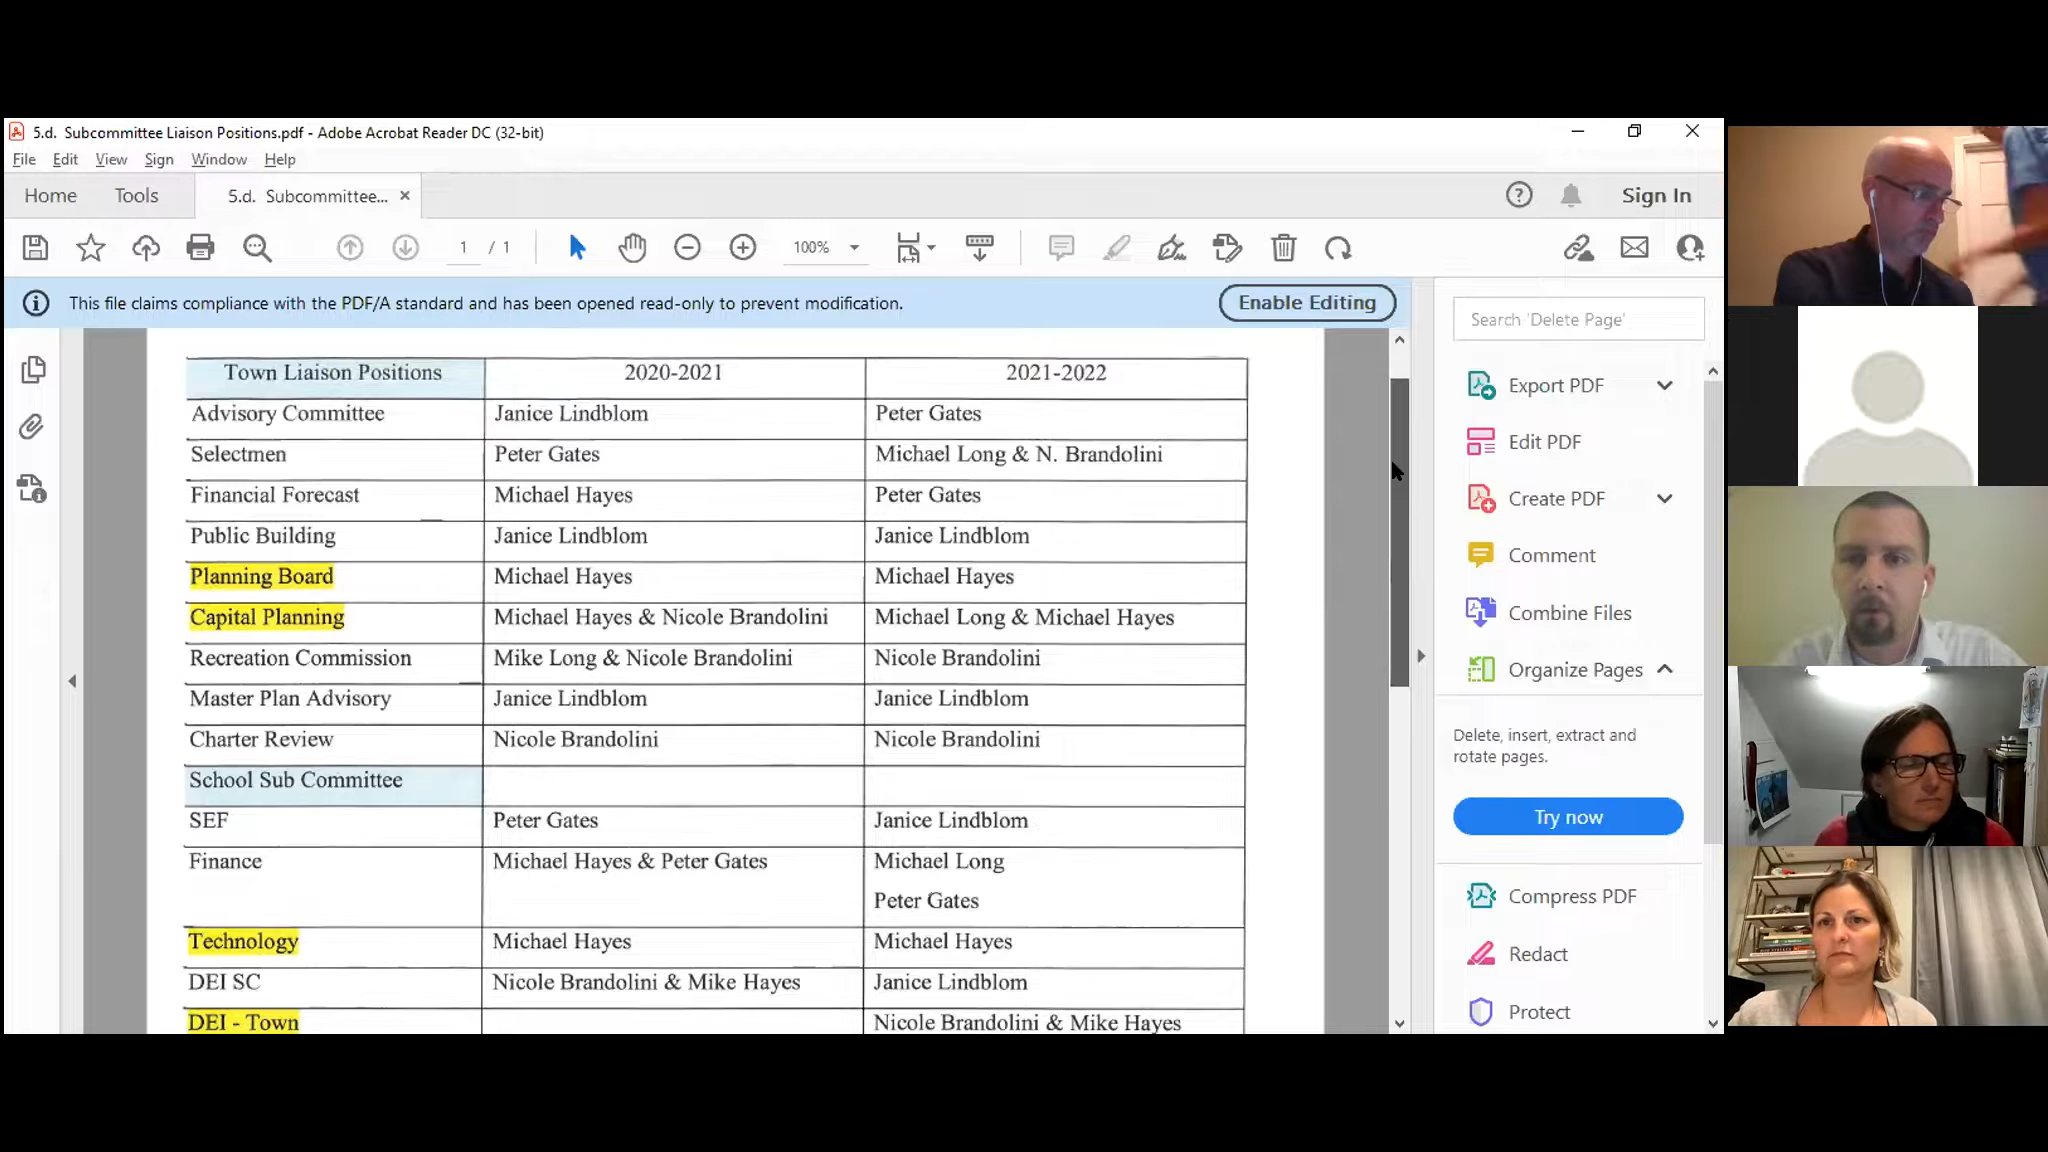 5.d. Subcommittee Liaison Positions.pdf - Adobe Acrobat Reader DC (32-bit)
File Edit View Sign Window Help
Home Tools 5.d. Subcommittee... × Sign In
1 / 1 100%
This file claims compliance with the PDF/A standard and has been opened read-only to prevent modification. Enable Editing
Town Liaison Positions 2020-2021 2021-2022
Advisory Committee Janice Lindblom Peter Gates
Selectmen Peter Gates Michael Long & N. Brandolini
Financial Forecast Michael Hayes Peter Gates
Public Building Janice Lindblom Janice Lindblom
Planning Board Michael Hayes Michael Hayes
Capital Planning Michael Hayes & Nicole Brandolini Michael Long & Michael Hayes
Recreation Commission Mike Long & Nicole Brandolini Nicole Brandolini
Master Plan Advisory Janice Lindblom Janice Lindblom
Charter Review Nicole Brandolini Nicole Brandolini
School Sub Committee
SEF Peter Gates Janice Lindblom
Finance Michael Hayes & Peter Gates Michael Long
Peter Gates
Technology Michael Hayes Michael Hayes
DEI SC Nicole Brandolini & Mike Hayes Janice Lindblom
DEI - Town Nicole Brandolini & Mike Hayes
Search 'Delete Page'
Export PDF
Edit PDF
Create PDF
Comment
Combine Files
Organize Pages
Delete, insert, extract and
rotate pages.
Try now
Compress PDF
Redact
Protect